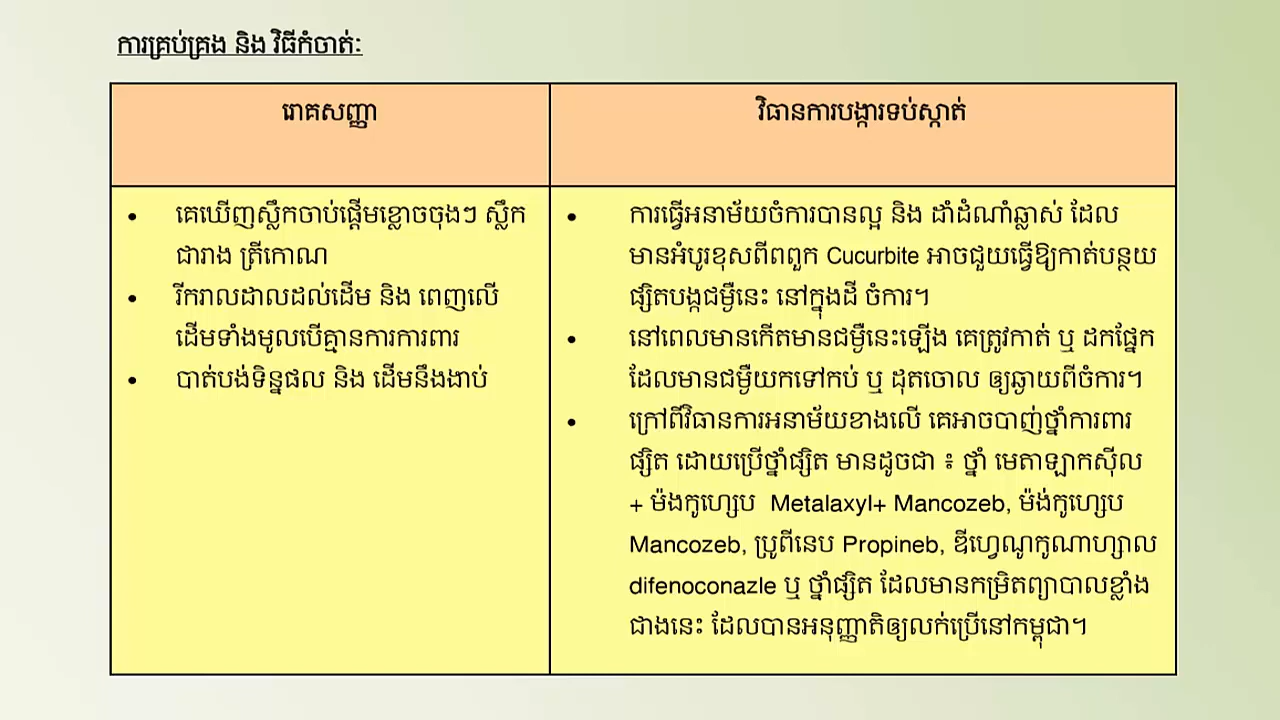 ការគ្រប់គ្រង និង វិធីកំចាត់:
រោគសញ្ញា
វិធានការបង្ការទប់ស្កាត់
• គេឃើញស្លឹកចាប់ផ្ដើមខ្លោចចុងៗ ស្លឹក
ជារាង ត្រីកោណ
• រីករាលដាលដល់ដើម និង ពេញលើ
ដើមទាំងមូលបើគ្មានការការពារ
• បាត់បង់ទិន្នផល និង ដើមនឹងងាប់
• ការធ្វើអនាម័យចំការបានល្អ និង ដាំដំណាំឆ្លាស់ ដែល
មានអំបូរខុសពីពពួក Cucurbite អាចជួយធ្វើឱ្យកាត់បន្ថយ
ផ្សិតបង្កជម្ងឺនេះ នៅក្នុងដី ចំការ។
• នៅពេលមានកើតមានជម្ងឺនេះឡើង គេត្រូវកាត់ ឬ ដកផ្នែក
ដែលមានជម្ងឺយកទៅកប់ ឬ ដុតចោល ឲ្យឆ្ងាយពីចំការ។
• ក្រៅពីវិធានការអនាម័យខាងលើ គេអាចបាញ់ថ្នាំការពារ
ផ្សិត ដោយប្រើថ្នាំផ្សិត មានដូចជា ៖ ថ្នាំ មេតាឡាកស៊ីល
+ ម៉ងកូហ្សេប Metalaxyl+ Mancozeb, ម៉ង់កូហ្សេប
Mancozeb, ប្រូពីនេប Propineb, ឌីហ្វេណូកូណាហ្សាល
difenoconazle ឬ ថ្នាំផ្សិត ដែលមានកម្រិតព្យាបាលខ្លាំង
ជាងនេះ ដែលបានអនុញ្ញាតិឲ្យលក់ប្រើនៅកម្ពុជា។